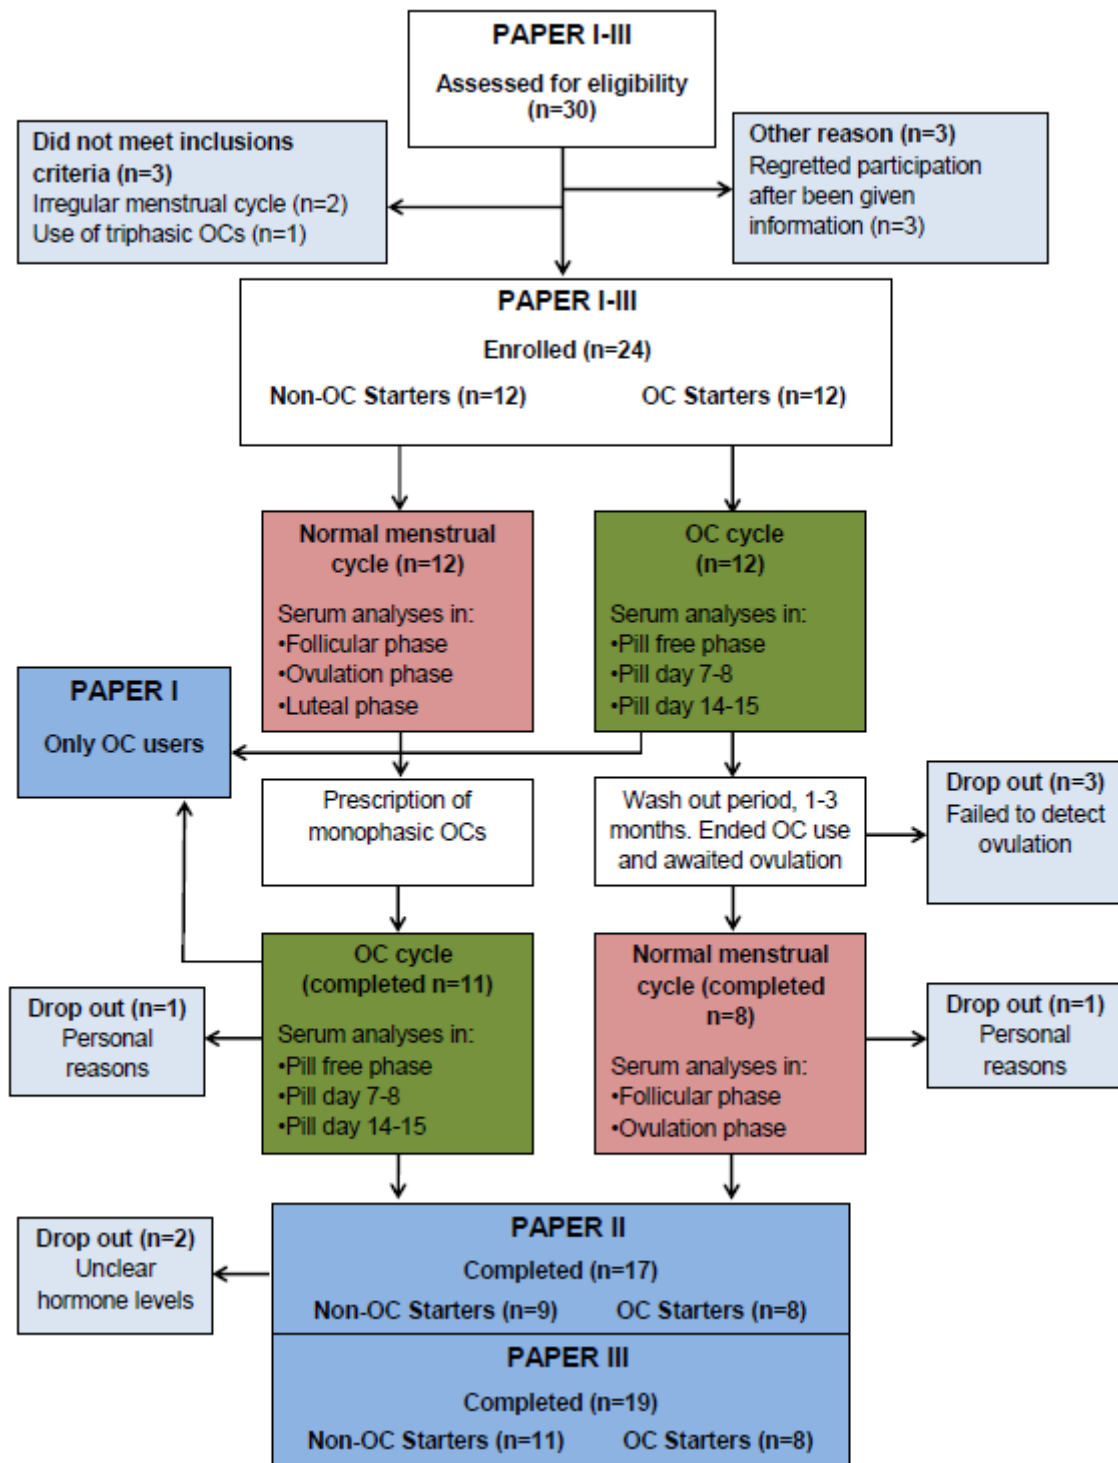 PAPER I-III
Assessed for eligibility
(n=30)
Did not meet inclusions
criteria (n=3)
Irregular menstrual cycle (n=2)
Use of triphasic OCs (n=1)
Other reason (n=3)
Regretted participation
after been given
information (n=3)
PAPER I-III
Enrolled (n=24)
Non-OC Starters (n=12) OC Starters (n=12)
Normal menstrual
cycle (n=12)
Serum analyses in:
•Follicular phase
•Ovulation phase
•Luteal phase
OC cycle
(n=12)
Serum analyses in:
•Pill free phase
•Pill day 7-8
•Pill day 14-15
PAPER I
Only OC users
Prescription of
monophasic OCs
Wash out period, 1-3
months. Ended OC use
and awaited ovulation
Drop out (n=3)
Failed to detect
ovulation
OC cycle
(completed n=11)
Serum analyses in:
•Pill free phase
•Pill day 7-8
•Pill day 14-15
Normal menstrual
cycle (completed
n=8)
Serum analyses in:
•Follicular phase
•Ovulation phase
Drop out (n=1)
Personal
reasons
Drop out (n=1)
Personal
reasons
Drop out (n=2)
Unclear
hormone levels
PAPER II
Completed (n=17)
Non-OC Starters (n=9) OC Starters (n=8)
PAPER III
Completed (n=19)
Non-OC Starters (n=11) OC Starters (n=8)